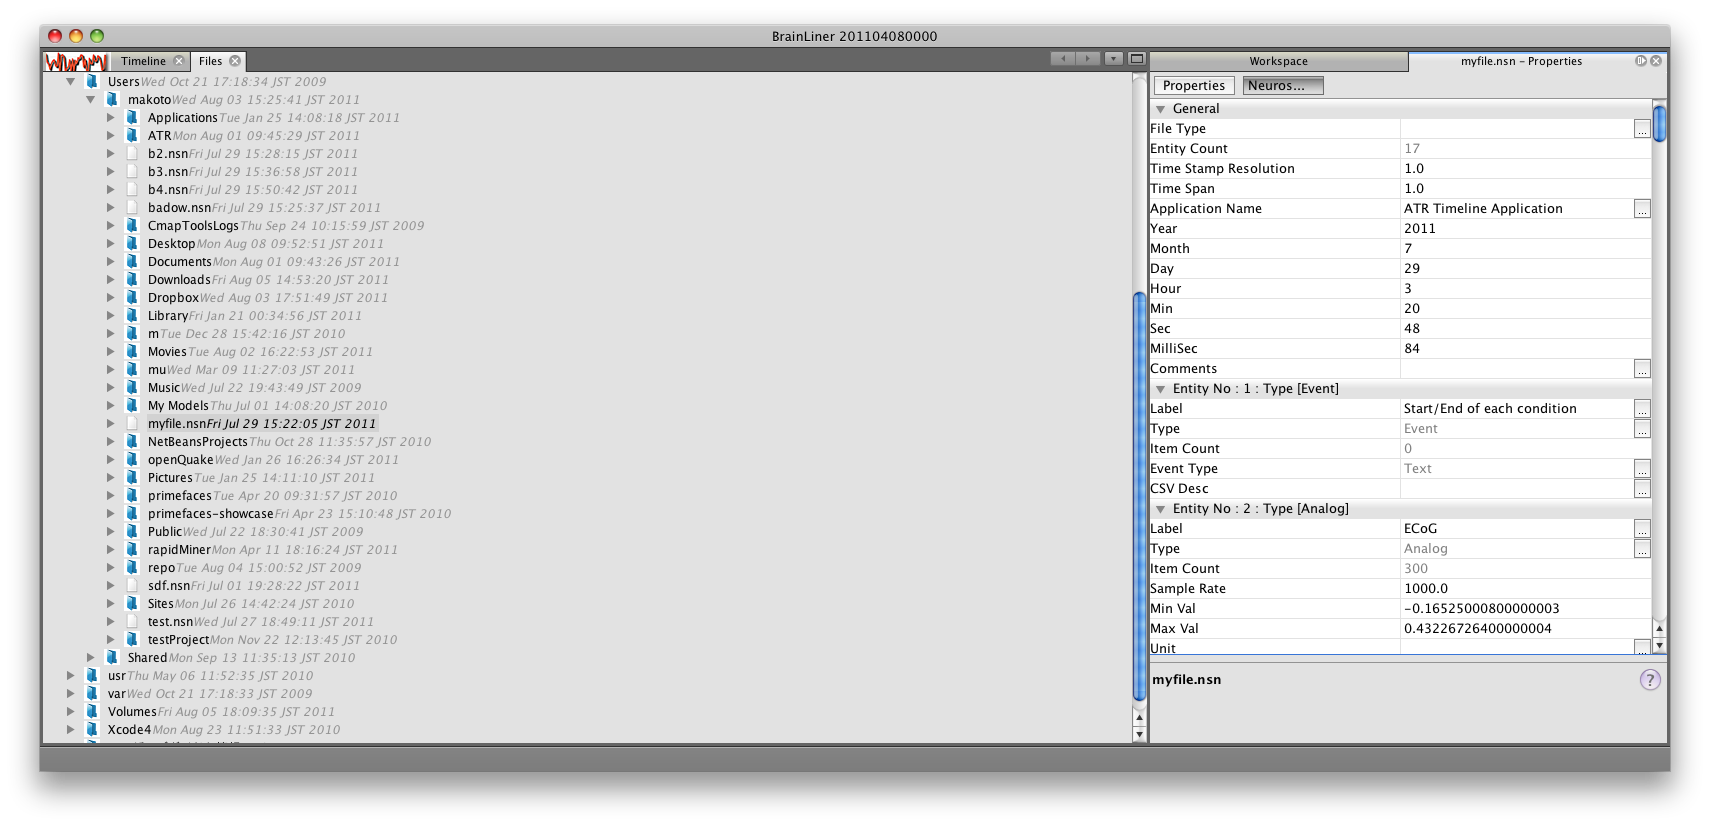 BrainLiner 201104080000
Timeline
Files
Users Wed Oct 21 17:18:34 JST 2009
makoto Wed Aug 03 15:25:41 JST 2011
Applications Tue Jan 25 14:08:18 JST 2011
ATR Mon Aug 01 09:45:29 JST 2011
b2.nsn Fri Jul 29 15:28:15 JST 2011
b3.nsn Fri Jul 29 15:36:58 JST 2011
b4.nsn Fri Jul 29 15:50:42 JST 2011
badow.nsn Fri Jul 29 15:25:37 JST 2011
CmapToolsLogs Thu Sep 24 10:15:59 JST 2009
Desktop Mon Aug 08 09:52:51 JST 2011
Documents Mon Aug 01 09:43:26 JST 2011
Downloads Fri Aug 05 14:53:20 JST 2011
Dropbox Wed Aug 03 17:51:49 JST 2011
Library Fri Jan 21 00:34:56 JST 2011
m Tue Dec 28 15:42:16 JST 2010
Movies Tue Aug 02 16:22:53 JST 2011
mu Wed Mar 09 11:27:03 JST 2011
Music Wed Jul 22 19:43:49 JST 2009
My Models Thu Jul 01 14:08:20 JST 2010
myfile.nsn Fri Jul 29 15:22:05 JST 2011
NetBeansProjects Thu Oct 28 11:35:57 JST 2010
openQuake Wed Jan 26 16:26:34 JST 2011
Pictures Tue Jan 25 14:11:10 JST 2011
primefaces Tue Apr 20 09:31:57 JST 2010
primefaces-showcase Fri Apr 23 15:10:48 JST 2010
Public Wed Jul 22 18:30:41 JST 2009
rapidMiner Mon Apr 11 18:16:24 JST 2011
repo Tue Aug 04 15:00:52 JST 2009
sdf.nsn Fri Jul 01 19:28:22 JST 2011
Sites Mon Jul 26 14:42:24 JST 2010
test.nsn Wed Jul 27 18:49:11 JST 2011
testProject Mon Nov 22 12:13:45 JST 2010
Shared Mon Sep 13 11:35:13 JST 2010
usr Thu May 06 11:52:35 JST 2010
var Wed Oct 21 17:18:33 JST 2009
Volumes Fri Aug 05 18:09:35 JST 2011
Xcode4 Mon Aug 23 11:51:33 JST 2010
Workspace
myfile.nsn - Properties
Properties
Neuros...
General
File Type ...
Entity Count 17
Time Stamp Resolution 1.0
Time Span 1.0
Application Name ATR Timeline Application ...
Year 2011
Month 7
Day 29
Hour 3
Min 20
Sec 48
MilliSec 84
Comments ...
Entity No : 1 : Type [Event]
Label Start/End of each condition ...
Type Event ...
Item Count 0
Event Type Text ...
CSV Desc ...
Entity No : 2 : Type [Analog]
Label ECoG ...
Type Analog ...
Item Count 300
Sample Rate 1000.0
Min Val -0.16525000800000003
Max Val 0.43226726400000004
Unit ...
myfile.nsn
?